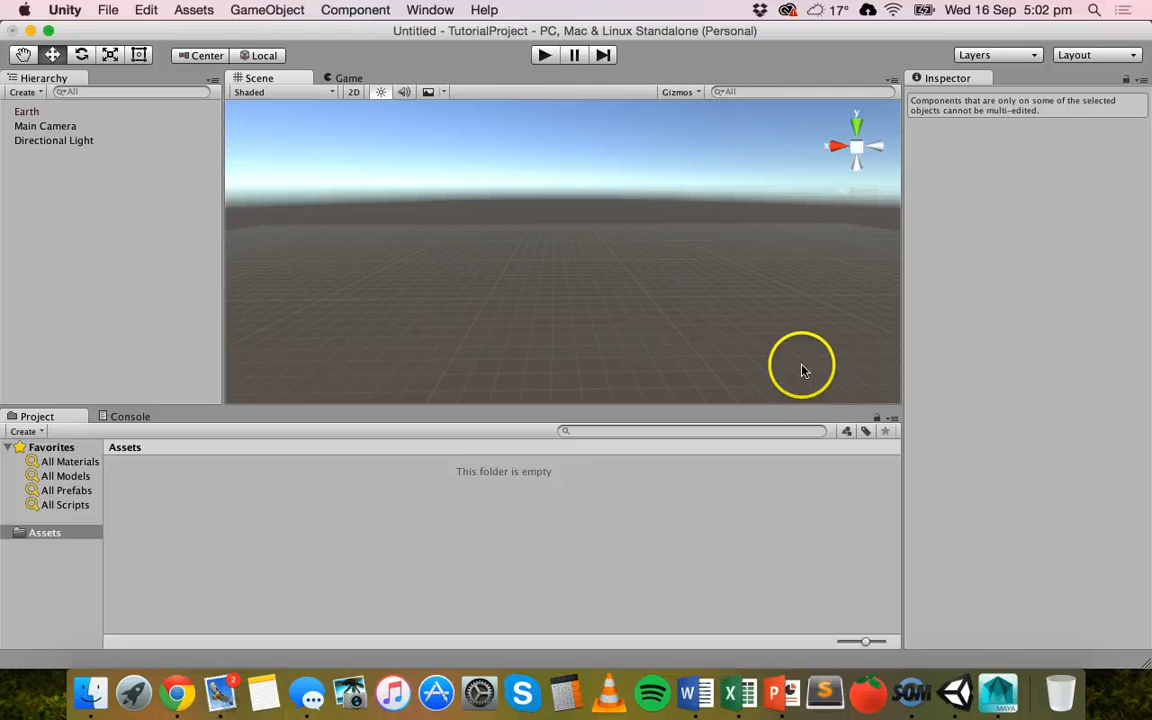 Unity File Edit Assets GameObject Component Window Help 17° Wed 16 Sep 5:02 pm
Untitled - TutorialProject - PC, Mac & Linux Standalone (Personal)
Center Local Layers Layout
Hierarchy Scene Game Inspector
Create All Shaded 2D Gizmos All
Components that are only on some of the selected
objects cannot be multi-edited.
Earth
Main Camera
Directional Light
y
x
Project Console
Create
Favorites Assets
All Materials
All Models
All Prefabs
All Scripts
This folder is empty
Assets
2
SOM
MAYA